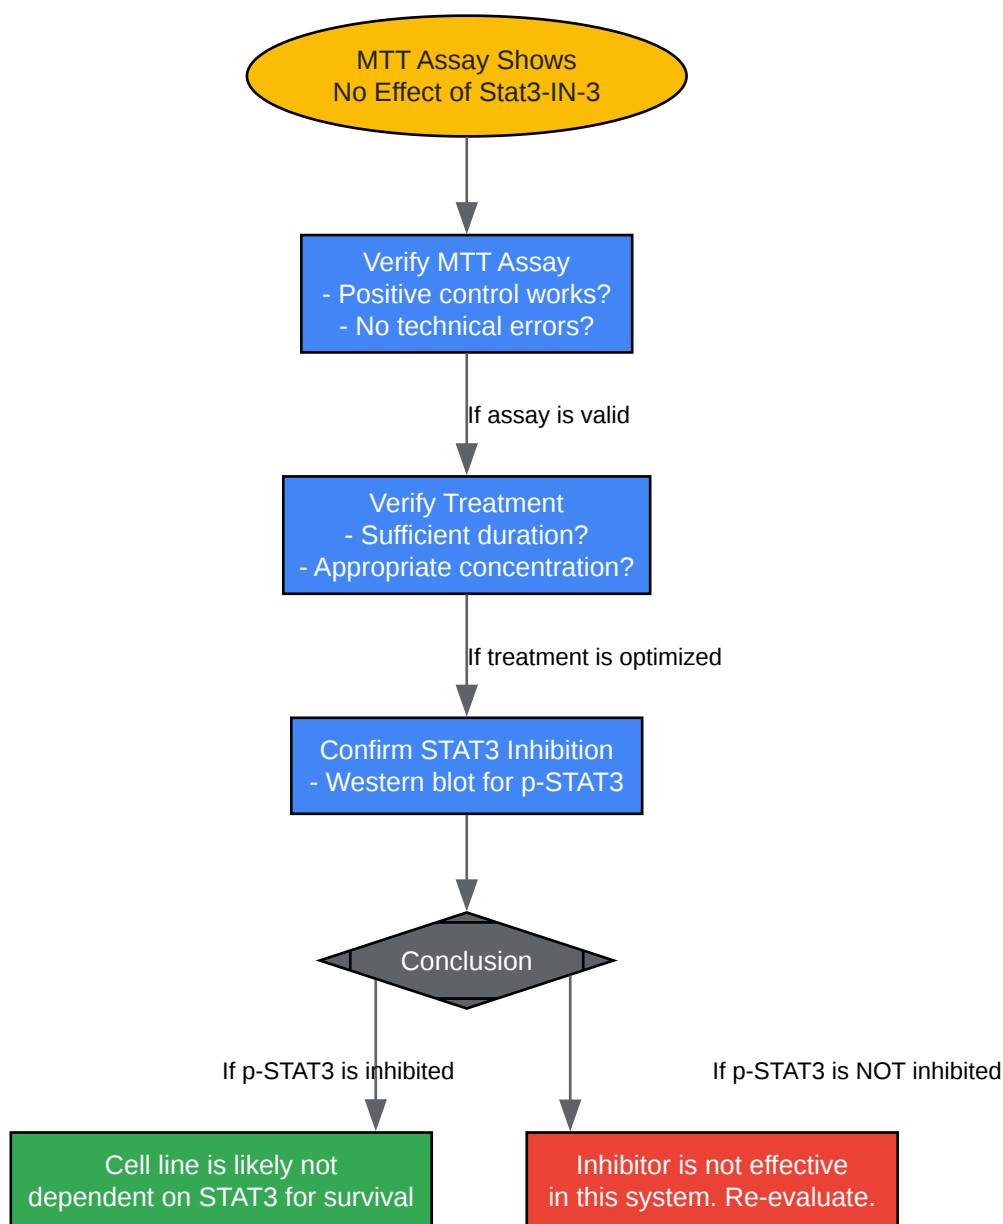 MTT Assay Shows
No Effect of Stat3-IN-3
Verify MTT Assay
- Positive control works?
- No technical errors?
If assay is valid
Verify Treatment
- Sufficient duration?
- Appropriate concentration?
If treatment is optimized
Confirm STAT3 Inhibition
- Western blot for p-STAT3
Conclusion
If p-STAT3 is inhibited
If p-STAT3 is NOT inhibited
Cell line is likely not
dependent on STAT3 for survival
Inhibitor is not effective
in this system. Re-evaluate.